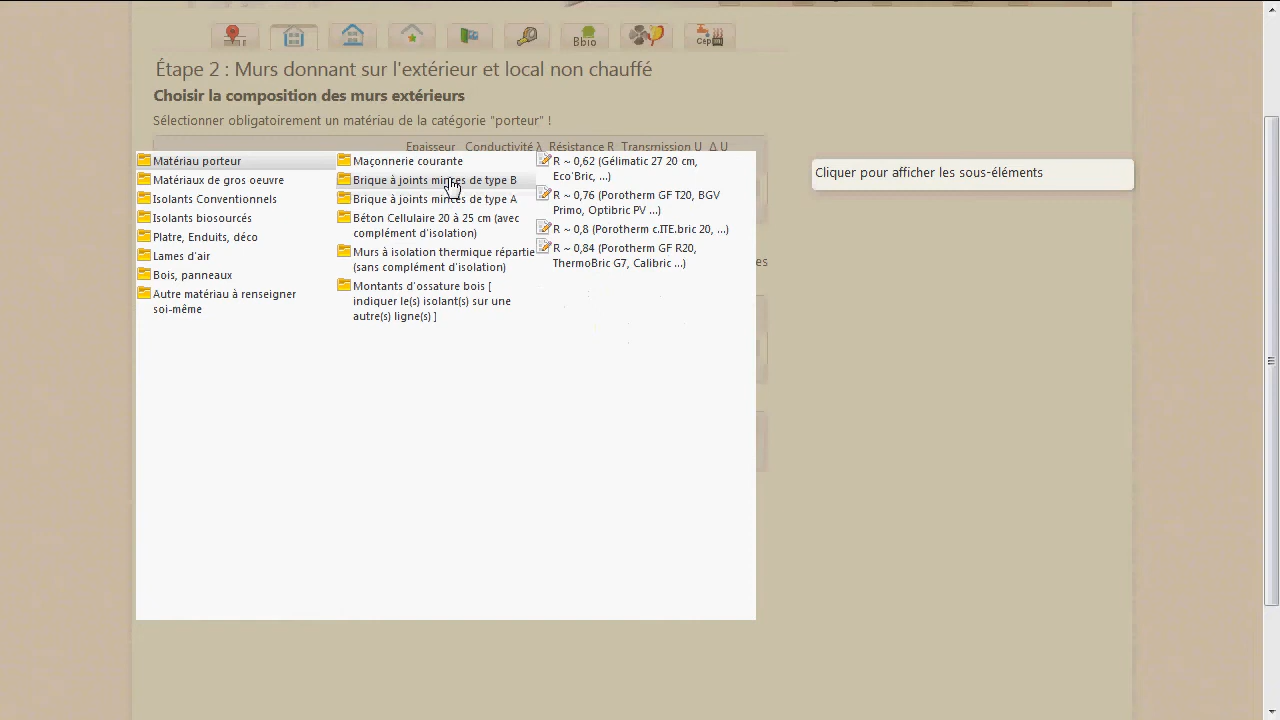 Bbio
Cép
Étape 2 : Murs donnant sur l'extérieur et local non chauffé
Choisir la composition des murs extérieurs
Sélectionner obligatoirement un matériau de la catégorie "porteur" !
Epaisseur Conductivité λ Résistance R Transmission U Δ U
Matériau porteur
Matériaux de gros oeuvre
Isolants Conventionnels
Isolants biosourcés
Platre, Enduits, déco
Lames d'air
Bois, panneaux
Autre matériau à renseigner
soi-même
Maçonnerie courante
Brique à joints minces de type B
Brique à joints minces de type A
Béton Cellulaire 20 à 25 cm (avec
complément d'isolation)
Murs à isolation thermique répartie
(sans complément d'isolation)
Montants d'ossature bois [
indiquer le(s) isolant(s) sur une
autre(s) ligne(s) ]
R ~ 0,62 (Gélimatic 27 20 cm,
Eco'Bric, ...)
R ~ 0,76 (Porotherm GF T20, BGV
Primo, Optibric PV ...)
R ~ 0,8 (Porotherm c.ITE.bric 20, ...)
R ~ 0,84 (Porotherm GF R20,
ThermoBric G7, Calibric ...)
Cliquer pour afficher les sous-éléments
es